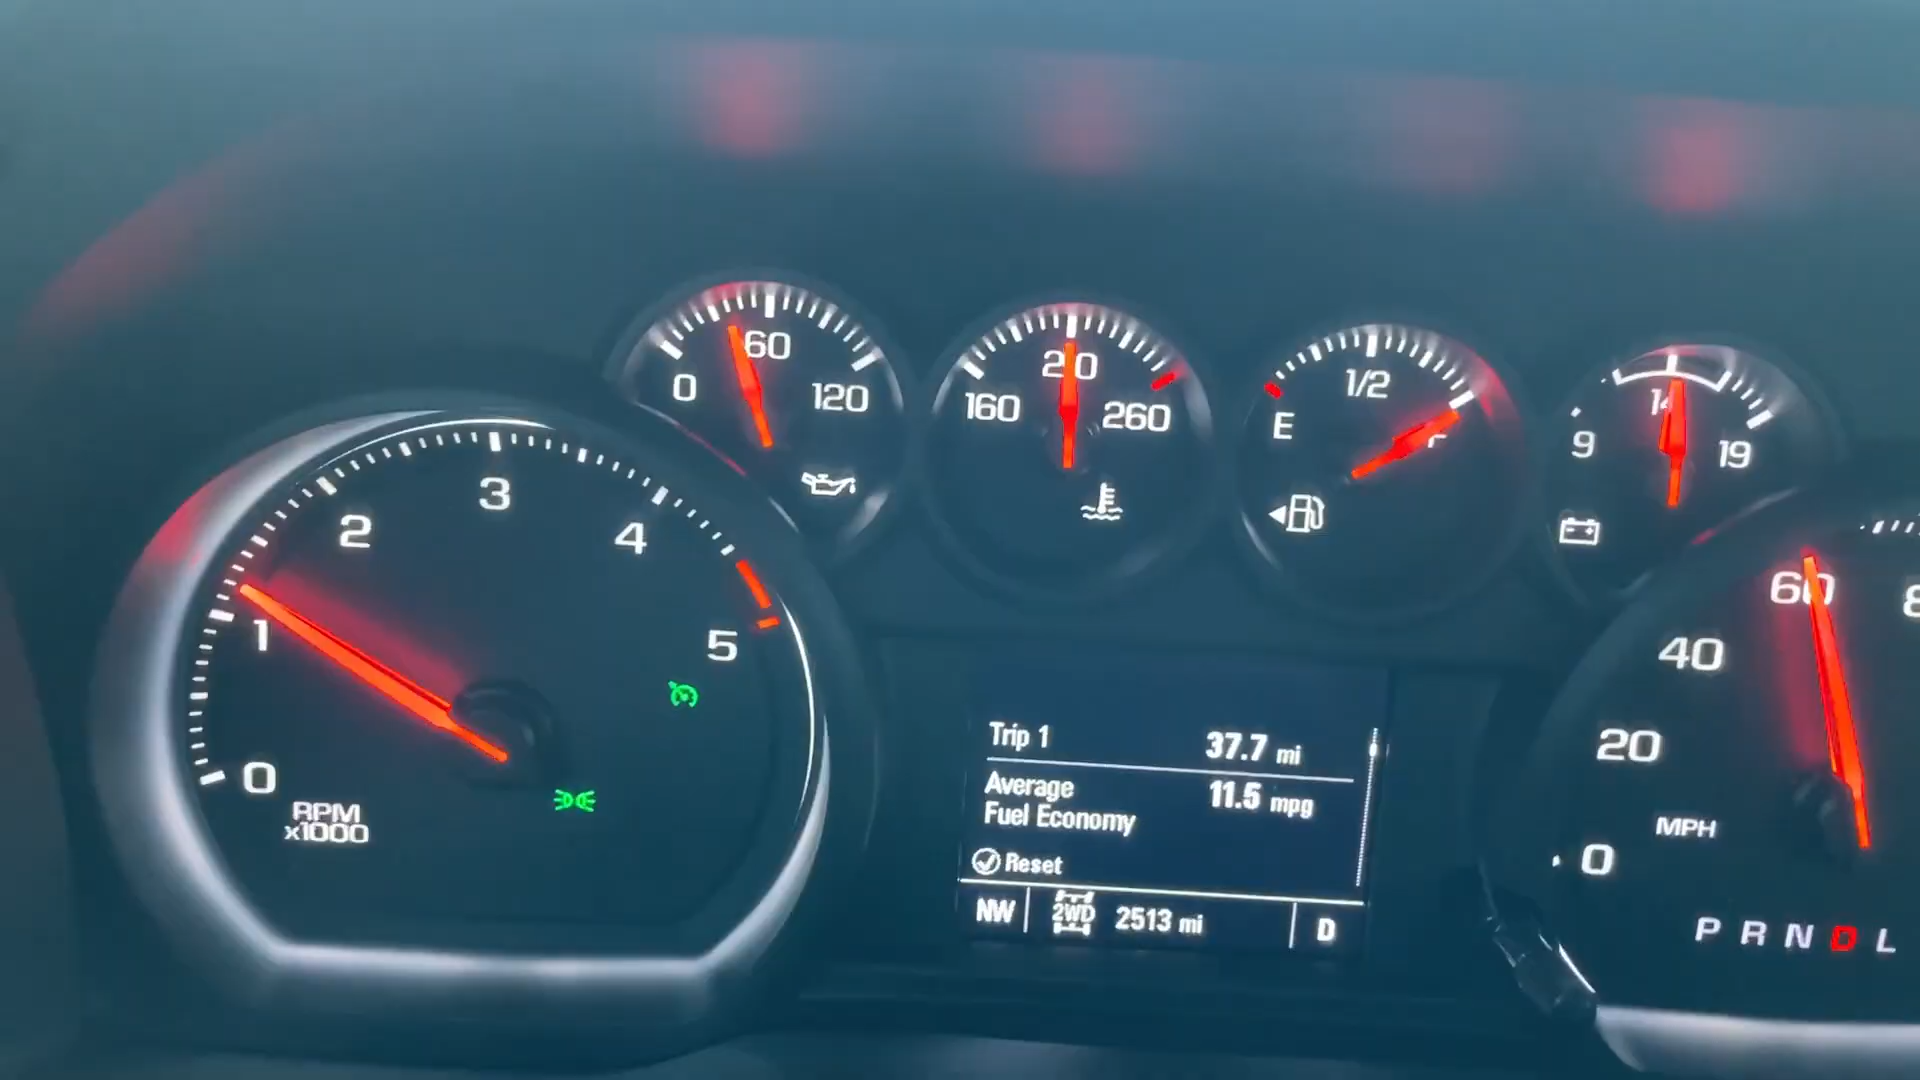 0 60 120
160 210 260
E 1/2 F
9 14 19
0 1 2 3 4 5
RPM
x1000
Trip 1 37.7 mi
Average 11.5 mpg
Fuel Economy
Reset
NW 2WD 2513 mi D
0 20 40 60
MPH
P R N D L